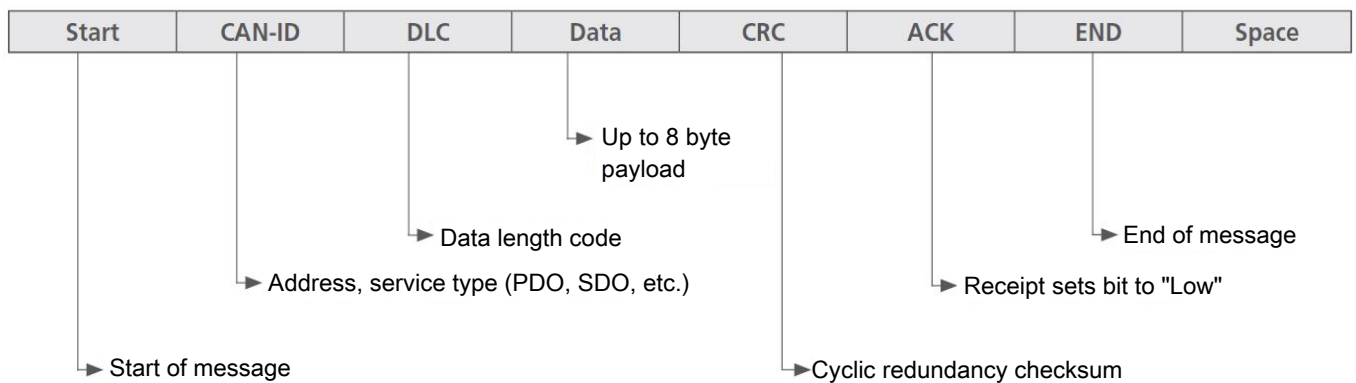 Start CAN-ID DLC Data CRC ACK END Space
Up to 8 byte
payload
Data length code
End of message
Address, service type (PDO, SDO, etc.)
Receipt sets bit to "Low"
Start of message
Cyclic redundancy checksum